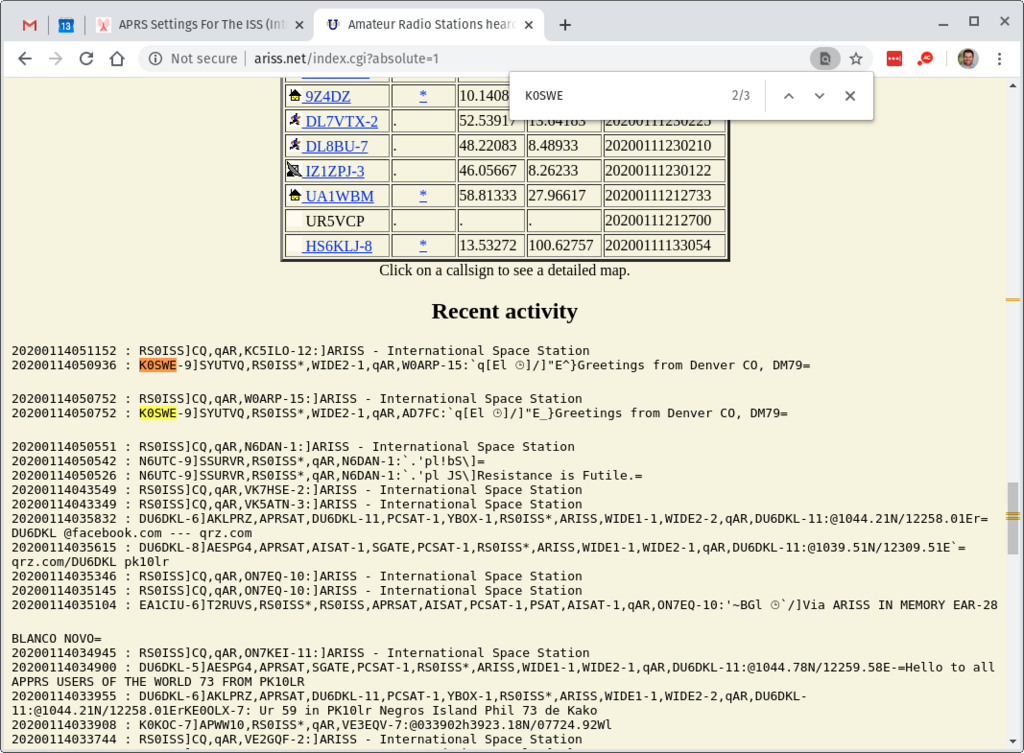 APRS Settings For The ISS (Int
Amateur Radio Stations hear
Not secure
ariss.net/index.cgi?absolute=1
K0SWE
2/3
9Z4DZ * 10.1408
DL7VTX-2 . 52.53917 13.64183 20200111230225
DL8BU-7 . 48.22083 8.48933 20200111230210
IZ1ZPJ-3 . 46.05667 8.26233 20200111230122
UA1WBM * 58.81333 27.96617 20200111212733
UR5VCP . . . 20200111212700
HS6KLJ-8 * 13.53272 100.62757 20200111133054
Click on a callsign to see a detailed map.
Recent activity
20200114051152 : RS0ISS]CQ,qAR,KC5ILO-12:]ARISS - International Space Station
20200114050936 : K0SWE-9]SYUTVQ,RS0ISS*,WIDE2-1,qAR,W0ARP-15:`q[El 🕒]/]"E^}Greetings from Denver CO, DM79=
20200114050752 : RS0ISS]CQ,qAR,W0ARP-15:]ARISS - International Space Station
20200114050752 : K0SWE-9]SYUTVQ,RS0ISS*,WIDE2-1,qAR,AD7FC:`q[El 🕒]/]"E_}Greetings from Denver CO, DM79=
20200114050551 : RS0ISS]CQ,qAR,N6DAN-1:]ARISS - International Space Station
20200114050542 : N6UTC-9]SSURVR,RS0ISS*,qAR,N6DAN-1:`.'pl!bS\]=
20200114050526 : N6UTC-9]SSURVR,RS0ISS*,qAR,N6DAN-1:`.'pl JS\]Resistance is Futile.=
20200114043549 : RS0ISS]CQ,qAR,VK7HSE-2:]ARISS - International Space Station
20200114043349 : RS0ISS]CQ,qAR,VK5ATN-3:]ARISS - International Space Station
20200114035832 : DU6DKL-6]AKLPRZ,APRSAT,DU6DKL-11,PCSAT-1,YBOX-1,RS0ISS*,ARISS,WIDE1-1,WIDE2-2,qAR,DU6DKL-11:@1044.21N/12258.01Er=
DU6DKL @facebook.com --- qrz.com
20200114035615 : DU6DKL-8]AESPG4,APRSAT,AISAT-1,SGATE,PCSAT-1,RS0ISS*,ARISS,WIDE1-1,WIDE2-1,qAR,DU6DKL-11:@1039.51N/12309.51E`=
qrz.com/DU6DKL pk10lr
20200114035346 : RS0ISS]CQ,qAR,ON7EQ-10:]ARISS - International Space Station
20200114035145 : RS0ISS]CQ,qAR,ON7EQ-10:]ARISS - International Space Station
20200114035104 : EA1CIU-6]T2RUVS,RS0ISS*,RS0ISS,APRSAT,AISAT,PCSAT-1,PSAT,AISAT-1,qAR,ON7EQ-10:'~BGl 🕒`/]Via ARISS IN MEMORY EAR-28
BLANCO NOVO=
20200114034945 : RS0ISS]CQ,qAR,ON7KEI-11:]ARISS - International Space Station
20200114034900 : DU6DKL-5]AESPG4,APRSAT,SGATE,PCSAT-1,RS0ISS*,ARISS,WIDE1-1,WIDE2-1,qAR,DU6DKL-11:@1044.78N/12259.58E-=Hello to all
APPRS USERS OF THE WORLD 73 FROM PK10LR
20200114033955 : DU6DKL-6]AKLPRZ,APRSAT,DU6DKL-11,PCSAT-1,YBOX-1,RS0ISS*,ARISS,WIDE1-1,WIDE2-2,qAR,DU6DKL-
11:@1044.21N/12258.01ErKE0OLX-7: Ur 59 in PK10lr Negros Island Phil 73 de Kako
20200114033908 : K0KOC-7]APWW10,RS0ISS*,qAR,VE3EQV-7:@033902h3923.18N/07724.92Wl
20200114033744 : RS0ISS]CQ,qAR,VE2GQF-2:]ARISS - International Space Station